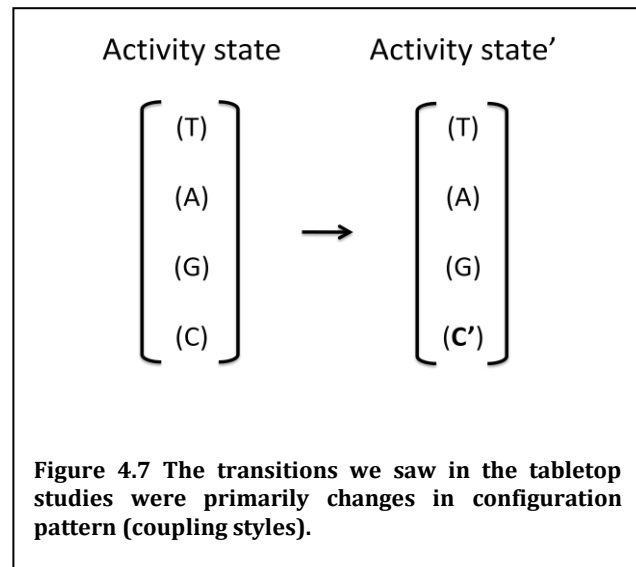 Activity state Activity state’
(T) (T)
(A) (A)
(G) (G)
(C) (C’)
Figure 4.7 The transitions we saw in the tabletop
studies were primarily changes in configuration
pattern (coupling styles).